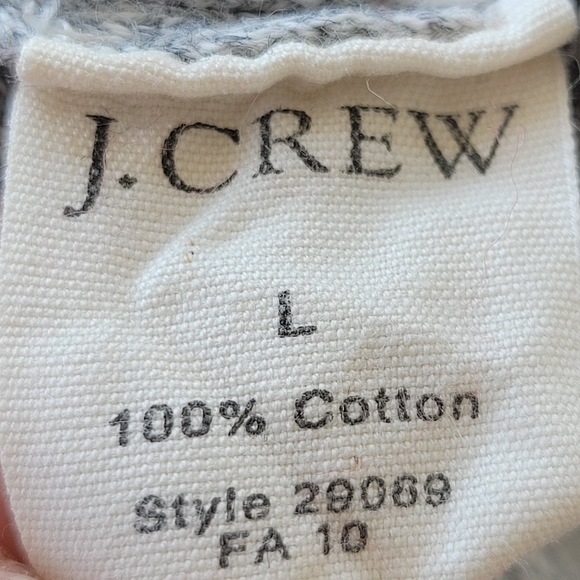 J.CREW
L
100% Cotton
Style 29069
FA 10